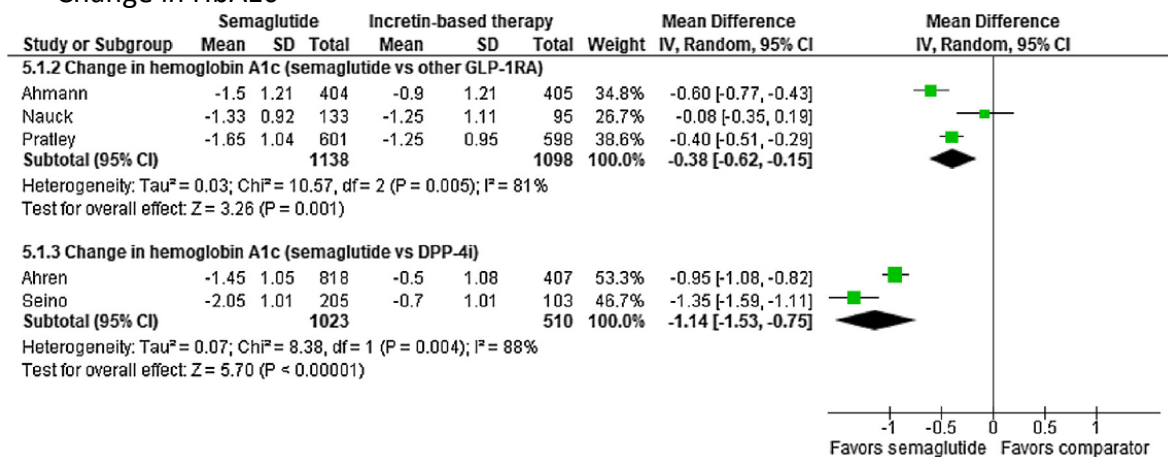 Change in HbA1c
Semaglutide Incretin-based therapy Mean Difference Mean Difference
Study or Subgroup Mean SD Total Mean SD Total Weight IV, Random, 95% CI IV, Random, 95% CI
5.1.2 Change in hemoglobin A1c (semaglutide vs other GLP-1RA)
Ahmann -1.5 1.21 404 -0.9 1.21 405 34.8% -0.60 [-0.77, -0.43]
Nauck -1.33 0.92 133 -1.25 1.11 95 26.7% -0.08 [-0.35, 0.19]
Pratley -1.65 1.04 601 -1.25 0.95 598 38.6% -0.40 [-0.51, -0.29]
Subtotal (95% CI) 1138 1098 100.0% -0.38 [-0.62, -0.15]
Heterogeneity: Tau² = 0.03; Chi² = 10.57, df = 2 (P = 0.005); I² = 81%
Test for overall effect: Z = 3.26 (P = 0.001)
5.1.3 Change in hemoglobin A1c (semaglutide vs DPP-4i)
Ahren -1.45 1.05 818 -0.5 1.08 407 53.3% -0.95 [-1.08, -0.82]
Seino -2.05 1.01 205 -0.7 1.01 103 46.7% -1.35 [-1.59, -1.11]
Subtotal (95% CI) 1023 510 100.0% -1.14 [-1.53, -0.75]
Heterogeneity: Tau² = 0.07; Chi² = 8.38, df = 1 (P = 0.004); I² = 88%
Test for overall effect: Z = 5.70 (P < 0.00001)
-1 -0.5 0 0.5 1
Favors semaglutide Favors comparator